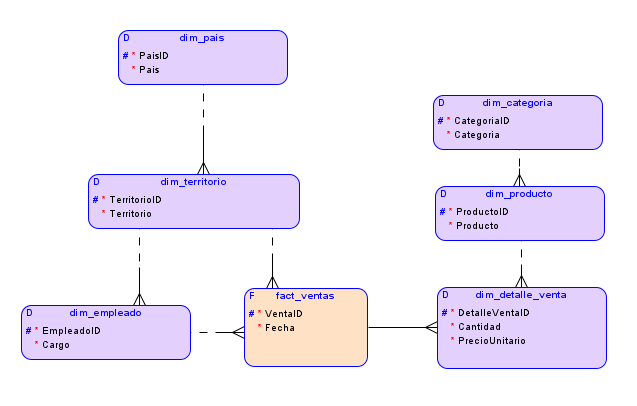 D dim_pais
# * PaisID
* Pais
D dim_categoria
# * CategoriaID
* Categoria
D dim_territorio
# * TerritorioID
* Territorio
D dim_producto
# * ProductoID
* Producto
D dim_empleado
# * EmpleadoID
* Cargo
F fact_ventas
# * VentaID
* Fecha
D dim_detalle_venta
# * DetalleVentaID
* Cantidad
* PrecioUnitario